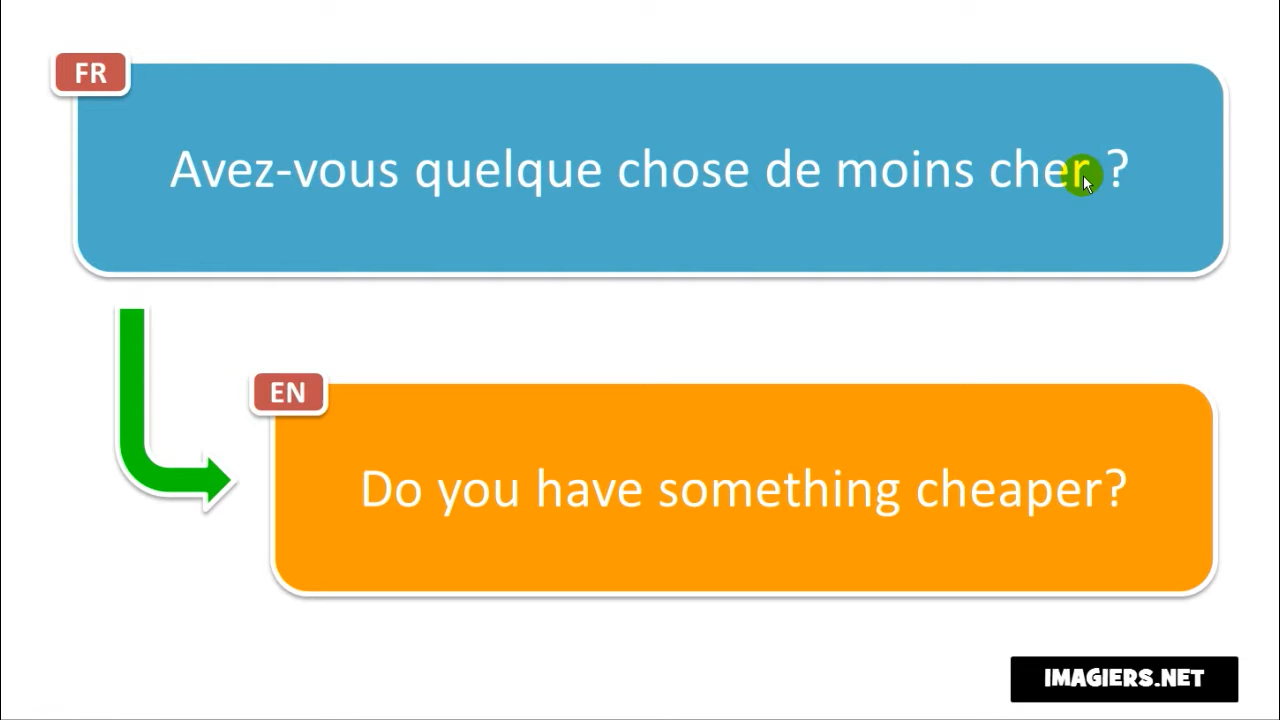 FR
Avez-vous quelque chose de moins cher ?
EN
Do you have something cheaper?
IMAGIERS.NET